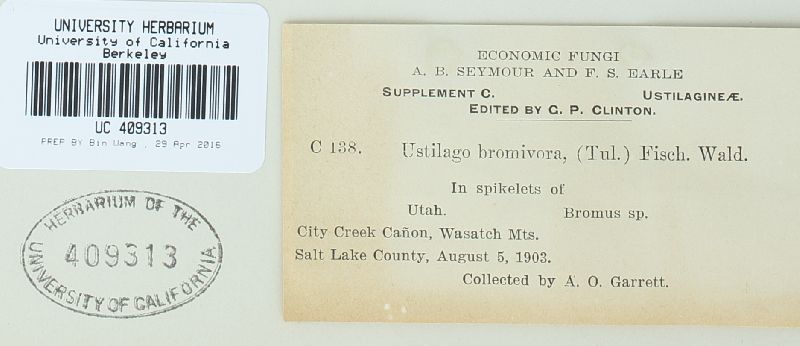 UNIVERSITY HERBARIUM
University of California
Berkeley
UC 409313
PREP BY Bin Wang , 29 Apr 2016
HERBARIUM OF THE
409313
UNIVERSITY OF CALIFORNIA
ECONOMIC FUNGI
A. B. SEYMOUR AND F. S. EARLE
SUPPLEMENT C. USTILAGINEÆ.
EDITED BY G. P. CLINTON.
C 138. Ustilago bromivora, (Tul.) Fisch. Wald.
In spikelets of
Utah. Bromus sp.
City Creek Cañon, Wasatch Mts.
Salt Lake County, August 5, 1903.
Collected by A. O. Garrett.